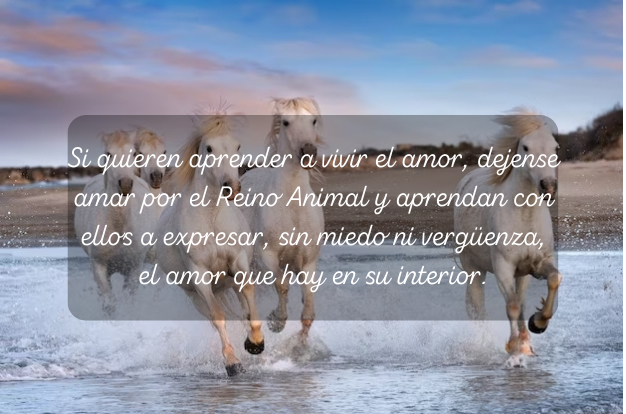 Si quieren aprender a vivir el amor, dejense
amar por el Reino Animal y aprendan con
ellos a expresar, sin miedo ni vergüenza,
el amor que hay en su interior.